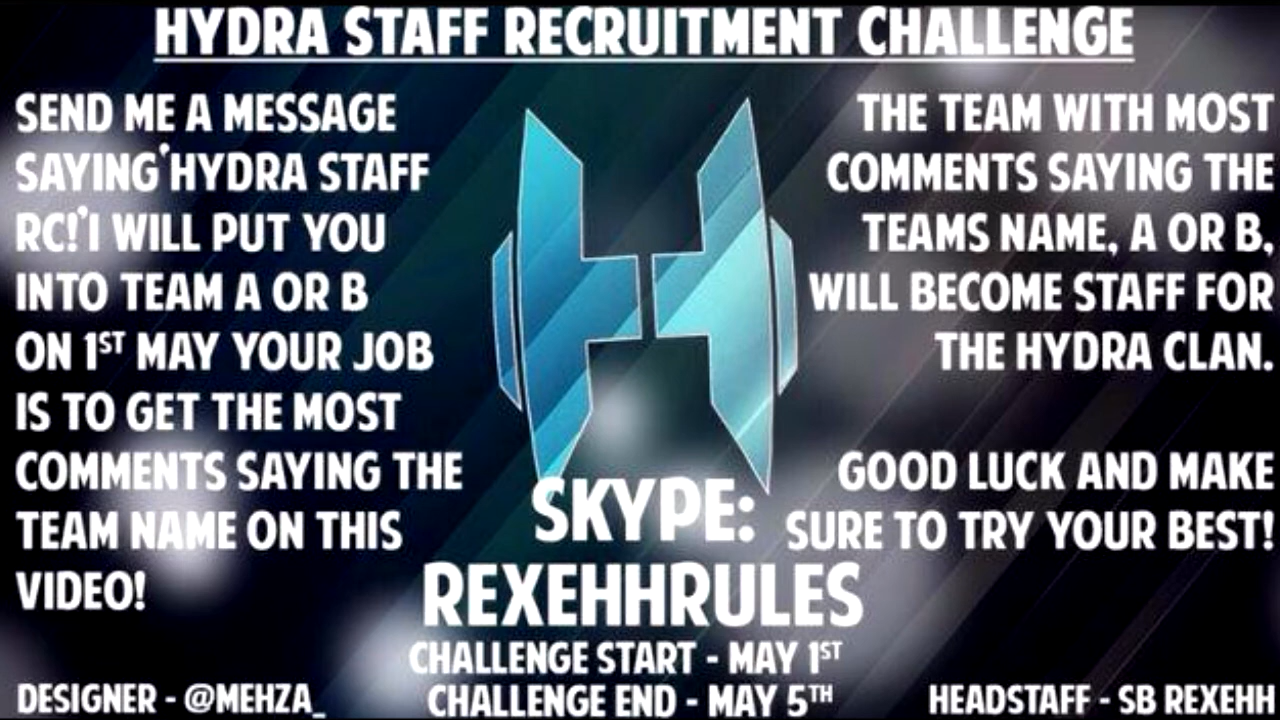 HYDRA STAFF RECRUITMENT CHALLENGE
SEND ME A MESSAGE
SAYING'HYDRA STAFF
RC!'I WILL PUT YOU
INTO TEAM A OR B
ON 1ST MAY YOUR JOB
IS TO GET THE MOST
COMMENTS SAYING THE
TEAM NAME ON THIS
VIDEO!
THE TEAM WITH MOST
COMMENTS SAYING THE
TEAMS NAME, A OR B,
WILL BECOME STAFF FOR
THE HYDRA CLAN.
GOOD LUCK AND MAKE
SURE TO TRY YOUR BEST!
SKYPE:
REXEHHRULES
CHALLENGE START - MAY 1ST
CHALLENGE END - MAY 5TH
DESIGNER - @MEHZA_
HEADSTAFF - SB REXEHH